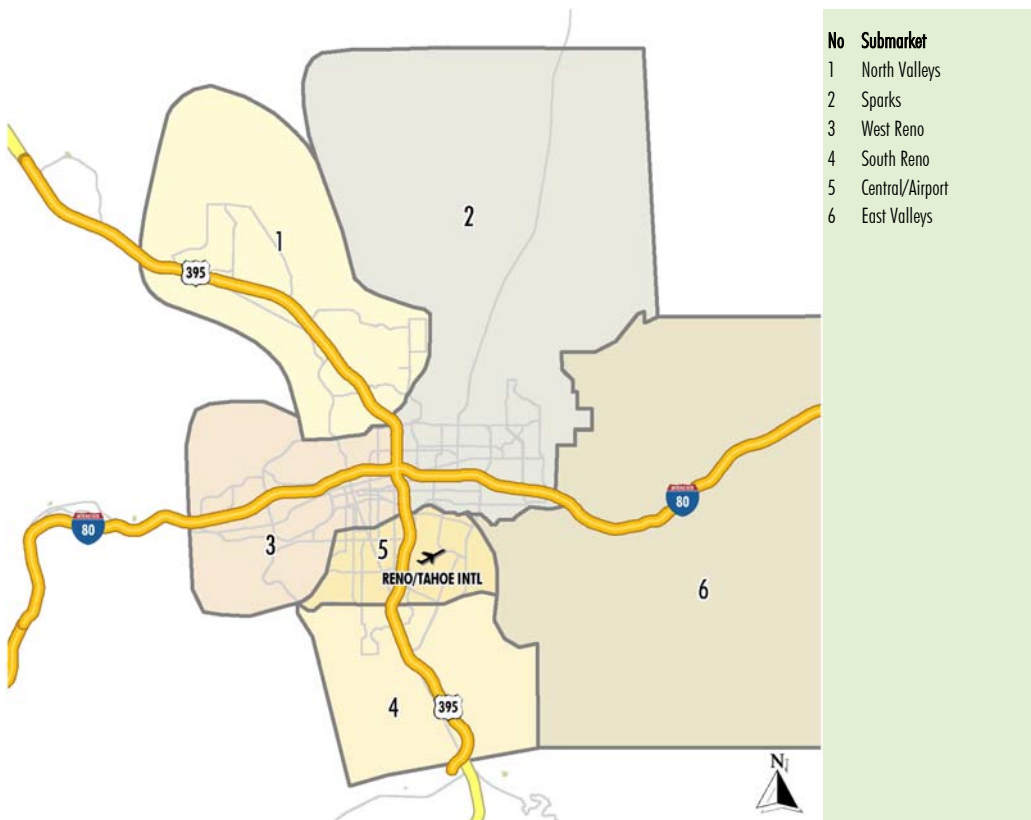 No Submarket
1 North Valleys
2 Sparks
3 West Reno
4 South Reno
5 Central/Airport
6 East Valleys
2
1
395
80
80
3
5
RENO/TAHOE INTL
6
4
395
N